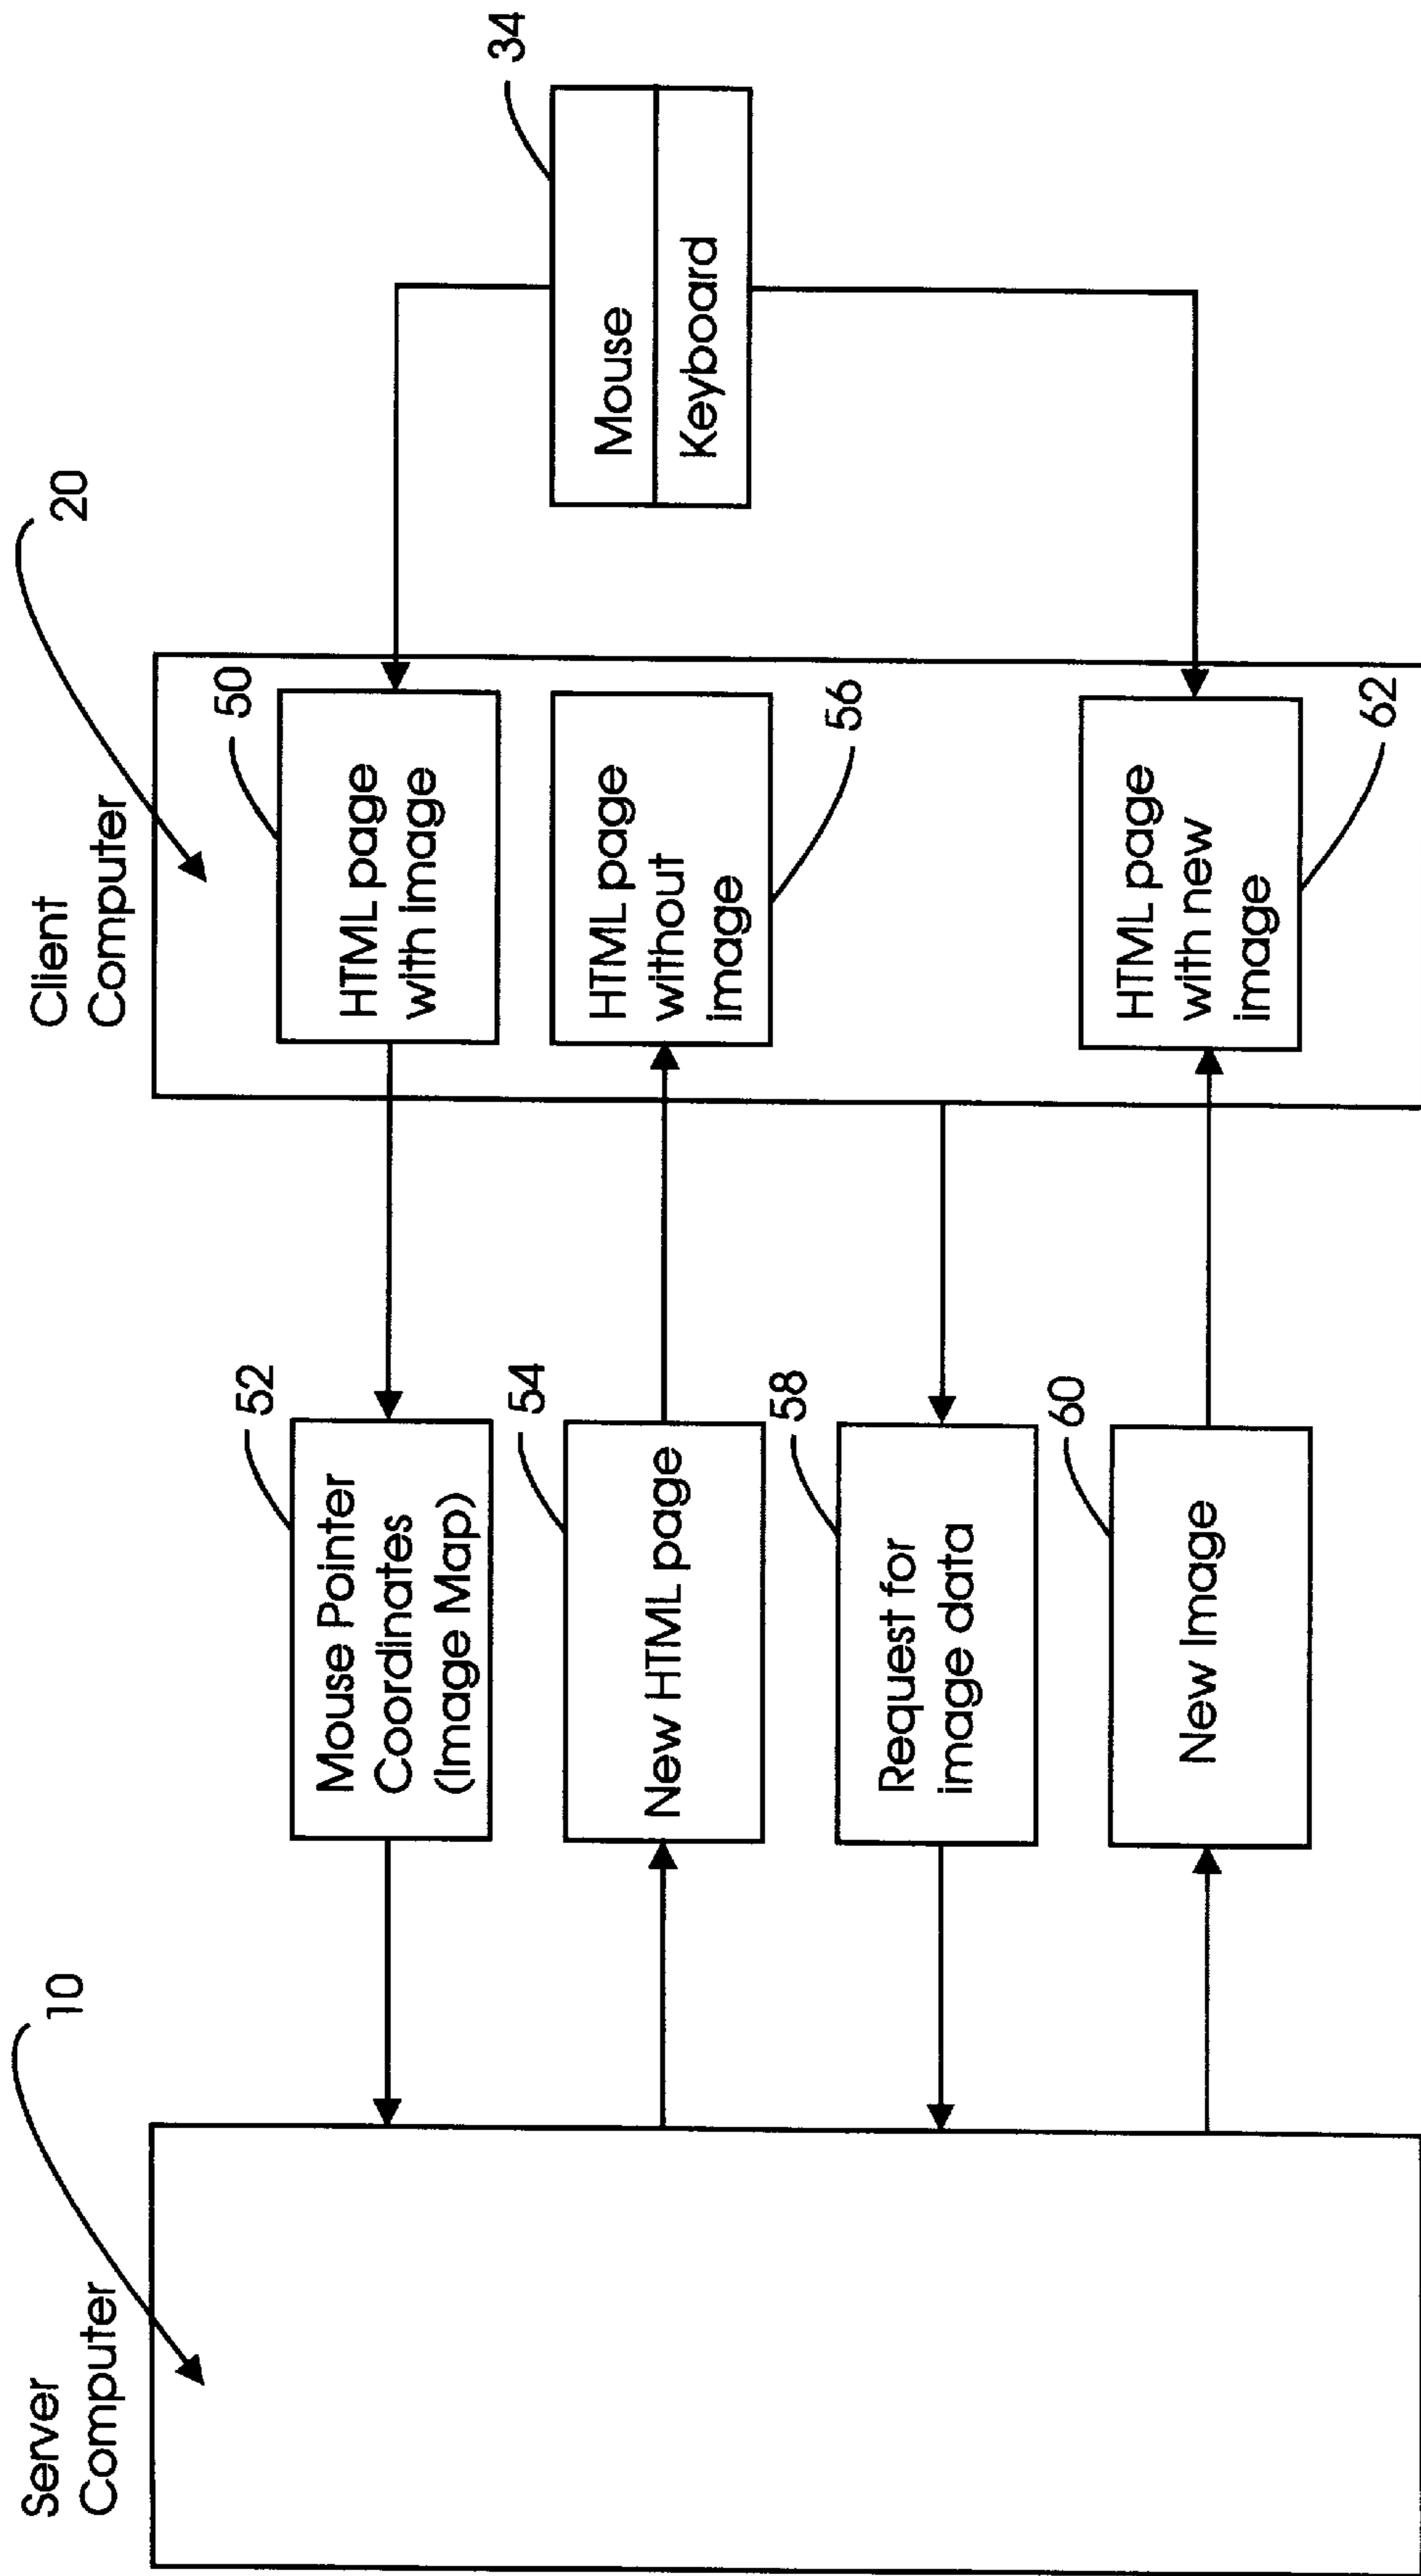 Server
Computer
10
Client
Computer
20
52
Mouse Pointer
Coordinates
(Image Map)
50
HTML page
with image
34
Mouse
Keyboard
54
New HTML page
HTML page
without
image
56
58
Request for
image data
60
New Image
HTML page
with new
image
62